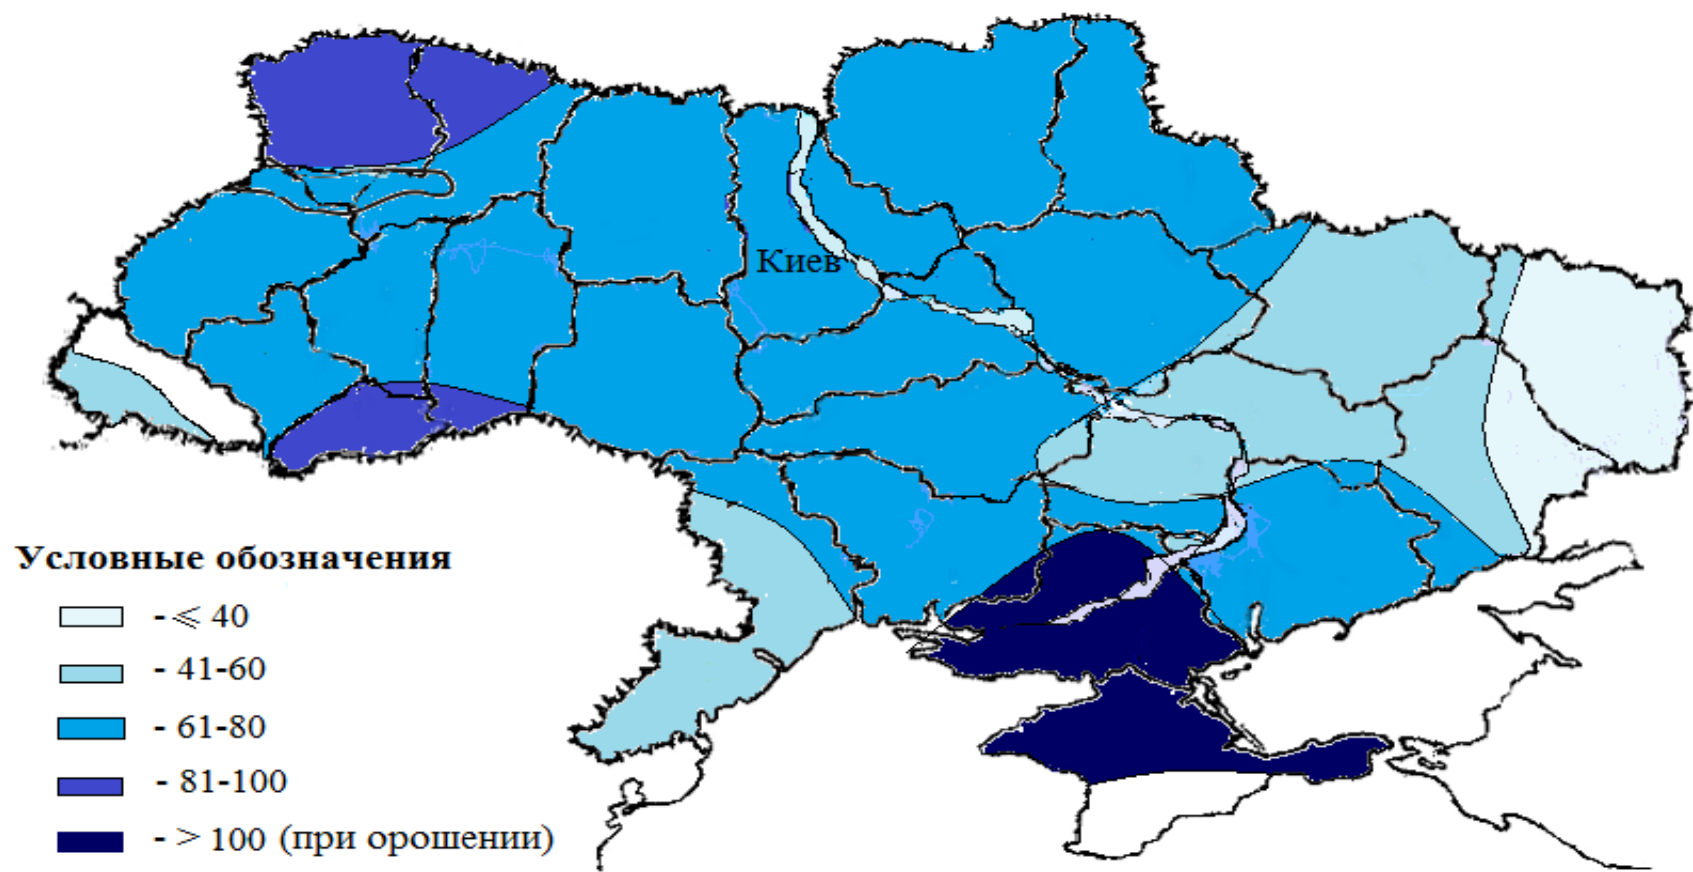 Киев
Условные обозначения
- ⩽ 40
- 41-60
- 61-80
- 81-100
- > 100 (при орошении)